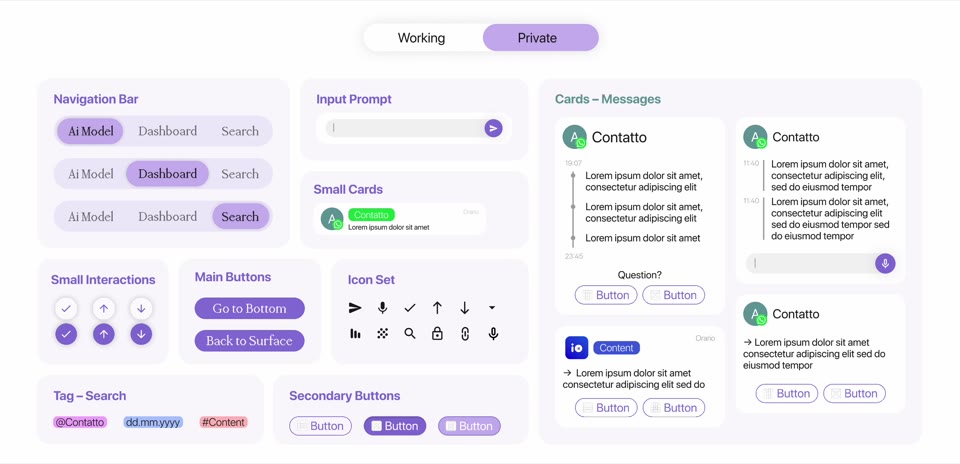 Working
Private
Navigation Bar
Ai Model
Dashboard
Search
Ai Model
Dashboard
Search
Ai Model
Dashboard
Search
Input Prompt
Small Cards
A
Contatto
Orario
Lorem ipsum dolor sit amet
Small Interactions
Main Buttons
Go to Bottom
Back to Surface
Icon Set
Tag – Search
@Contatto
dd.mm.yyyy
#Content
Secondary Buttons
Button
Button
Button
Cards – Messages
A
Contatto
19:07
Lorem ipsum dolor sit amet,
consectetur adipiscing elit
Lorem ipsum dolor sit amet,
consectetur adipiscing elit
Lorem ipsum dolor sit amet
23:45
Question?
Button
Button
io
Content
Orario
→ Lorem ipsum dolor sit amet
consectetur adipiscing elit sed do
Button
Button
A
Contatto
11:40
Lorem ipsum dolor sit amet,
consectetur adipiscing elit,
sed do eiusmod tempor
11:40
Lorem ipsum dolor sit amet,
consectetur adipiscing elit
sed do eiusmod tempor sed
do eiusmod tempor
A
Contatto
→ Lorem ipsum dolor sit amet
consectetur adipiscing elit sed do
eiusmod tempor
Button
Button